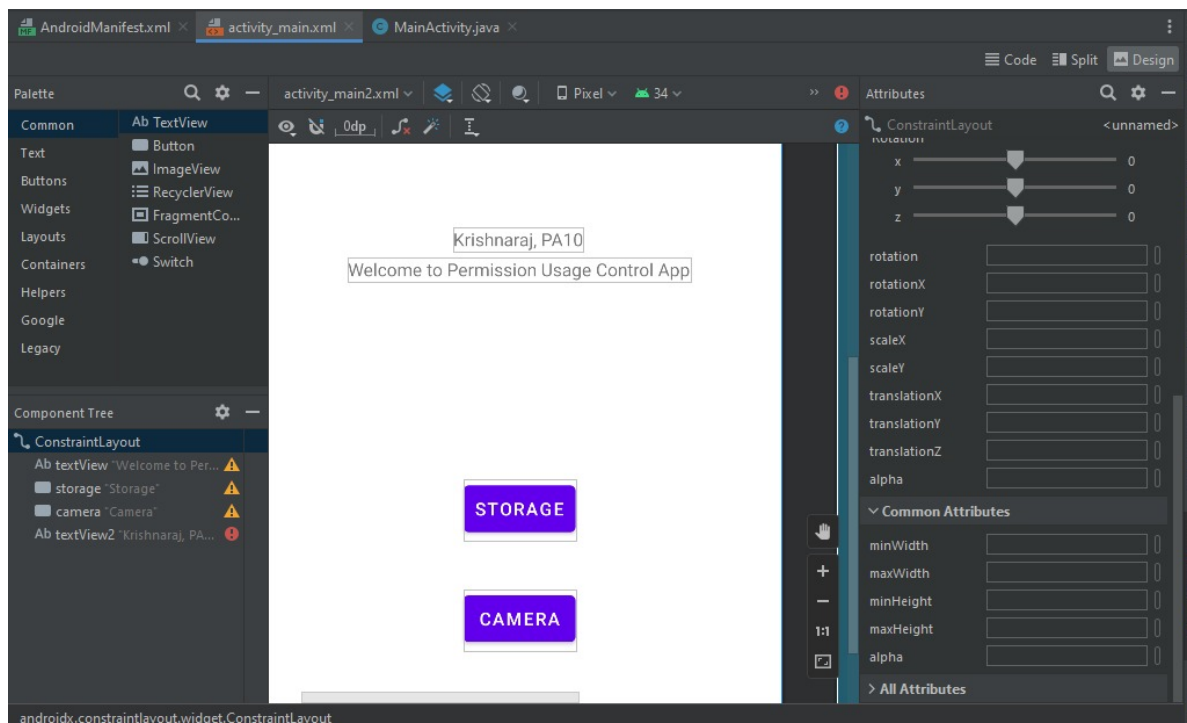 AndroidManifest.xml
activity_main.xml
MainActivity.java
Code
Split
Design
Palette
activity_main2.xml
Pixel
34
Attributes
Common
Text
Buttons
Widgets
Layouts
Containers
Helpers
Google
Legacy
Ab TextView
Button
ImageView
RecyclerView
FragmentCo...
ScrollView
Switch
0dp
Krishnaraj, PA10
Welcome to Permission Usage Control App
STORAGE
CAMERA
1:1
Component Tree
ConstraintLayout
Ab textView "Welcome to Per...
storage "Storage"
camera "Camera"
Ab textView2 "Krishnaraj, PA...
ConstraintLayout <unnamed>
Rotation
x 0
y 0
z 0
rotation
rotationX
rotationY
scaleX
scaleY
translationX
translationY
translationZ
alpha
Common Attributes
minWidth
maxWidth
minHeight
maxHeight
alpha
All Attributes
androidx.constraintlayout.widget.ConstraintLayout